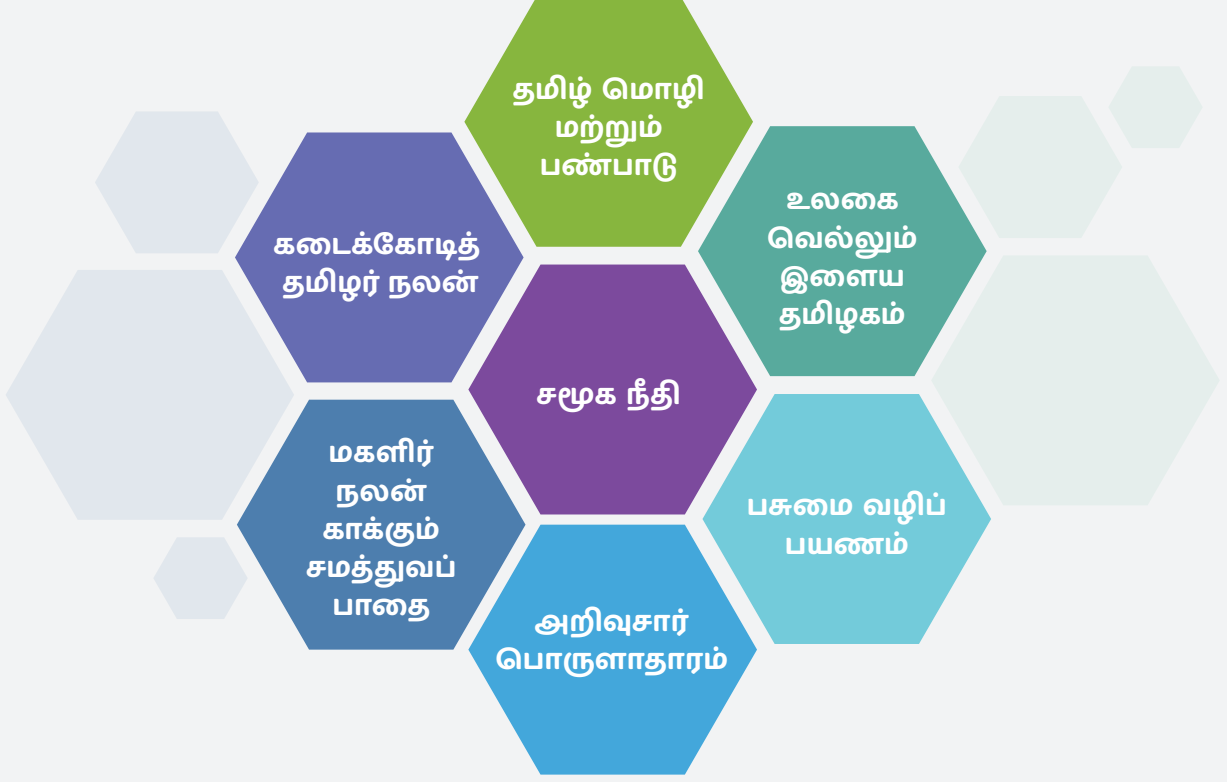 தமிழ் மொழி
மற்றும்
பண்பாடு
உலகை
வெல்லும்
இளைய
தமிழகம்
கடைக்கோடித்
தமிழர் நலன்
சமூக நீதி
மகளிர்
நலன்
காக்கும்
சமத்துவப்
பாதை
பசுமை வழிப்
பயணம்
அறிவுசார்
பொருளாதாரம்